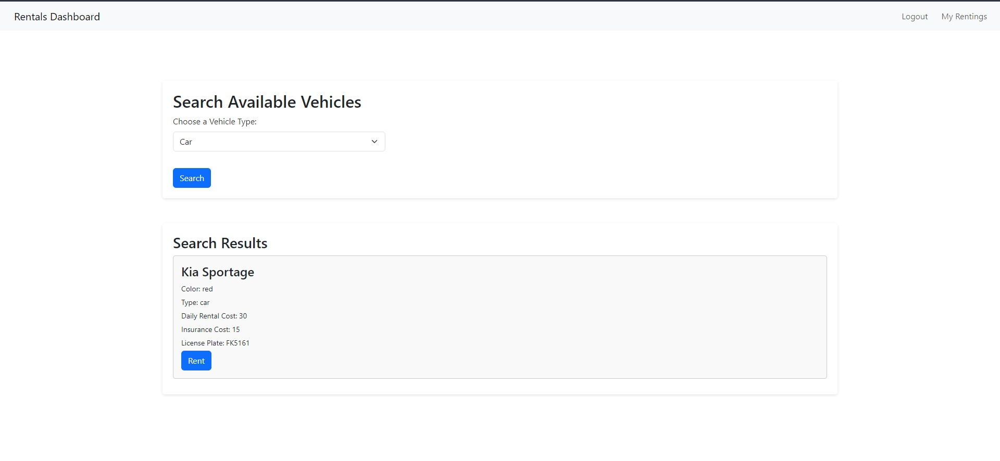 Rentals Dashboard
Logout
My Rentings
Search Available Vehicles
Choose a Vehicle Type:
Car
Search
Search Results
Kia Sportage
Color: red
Type: car
Daily Rental Cost: 30
Insurance Cost: 15
License Plate: FK5161
Rent